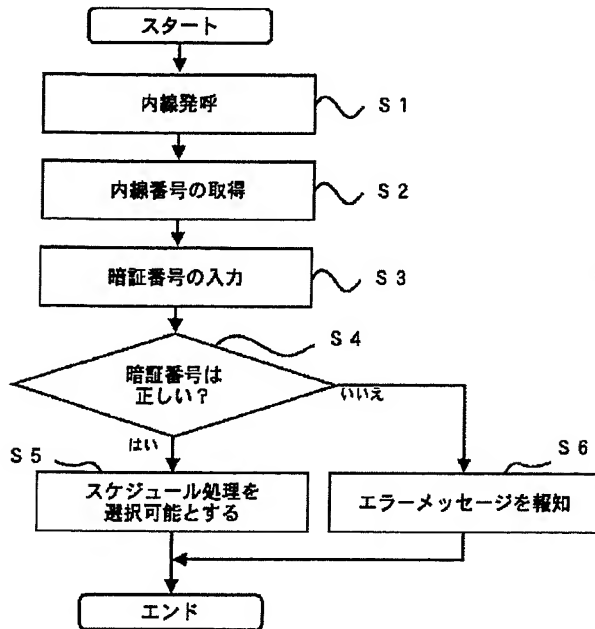 スタート
内線発呼
S1
内線番号の取得
S2
暗証番号の入力
S3
S4
暗証番号は
正しい？
いいえ
はい
S5
S6
スケジュール処理を
選択可能とする
エラーメッセージを報知
エンド